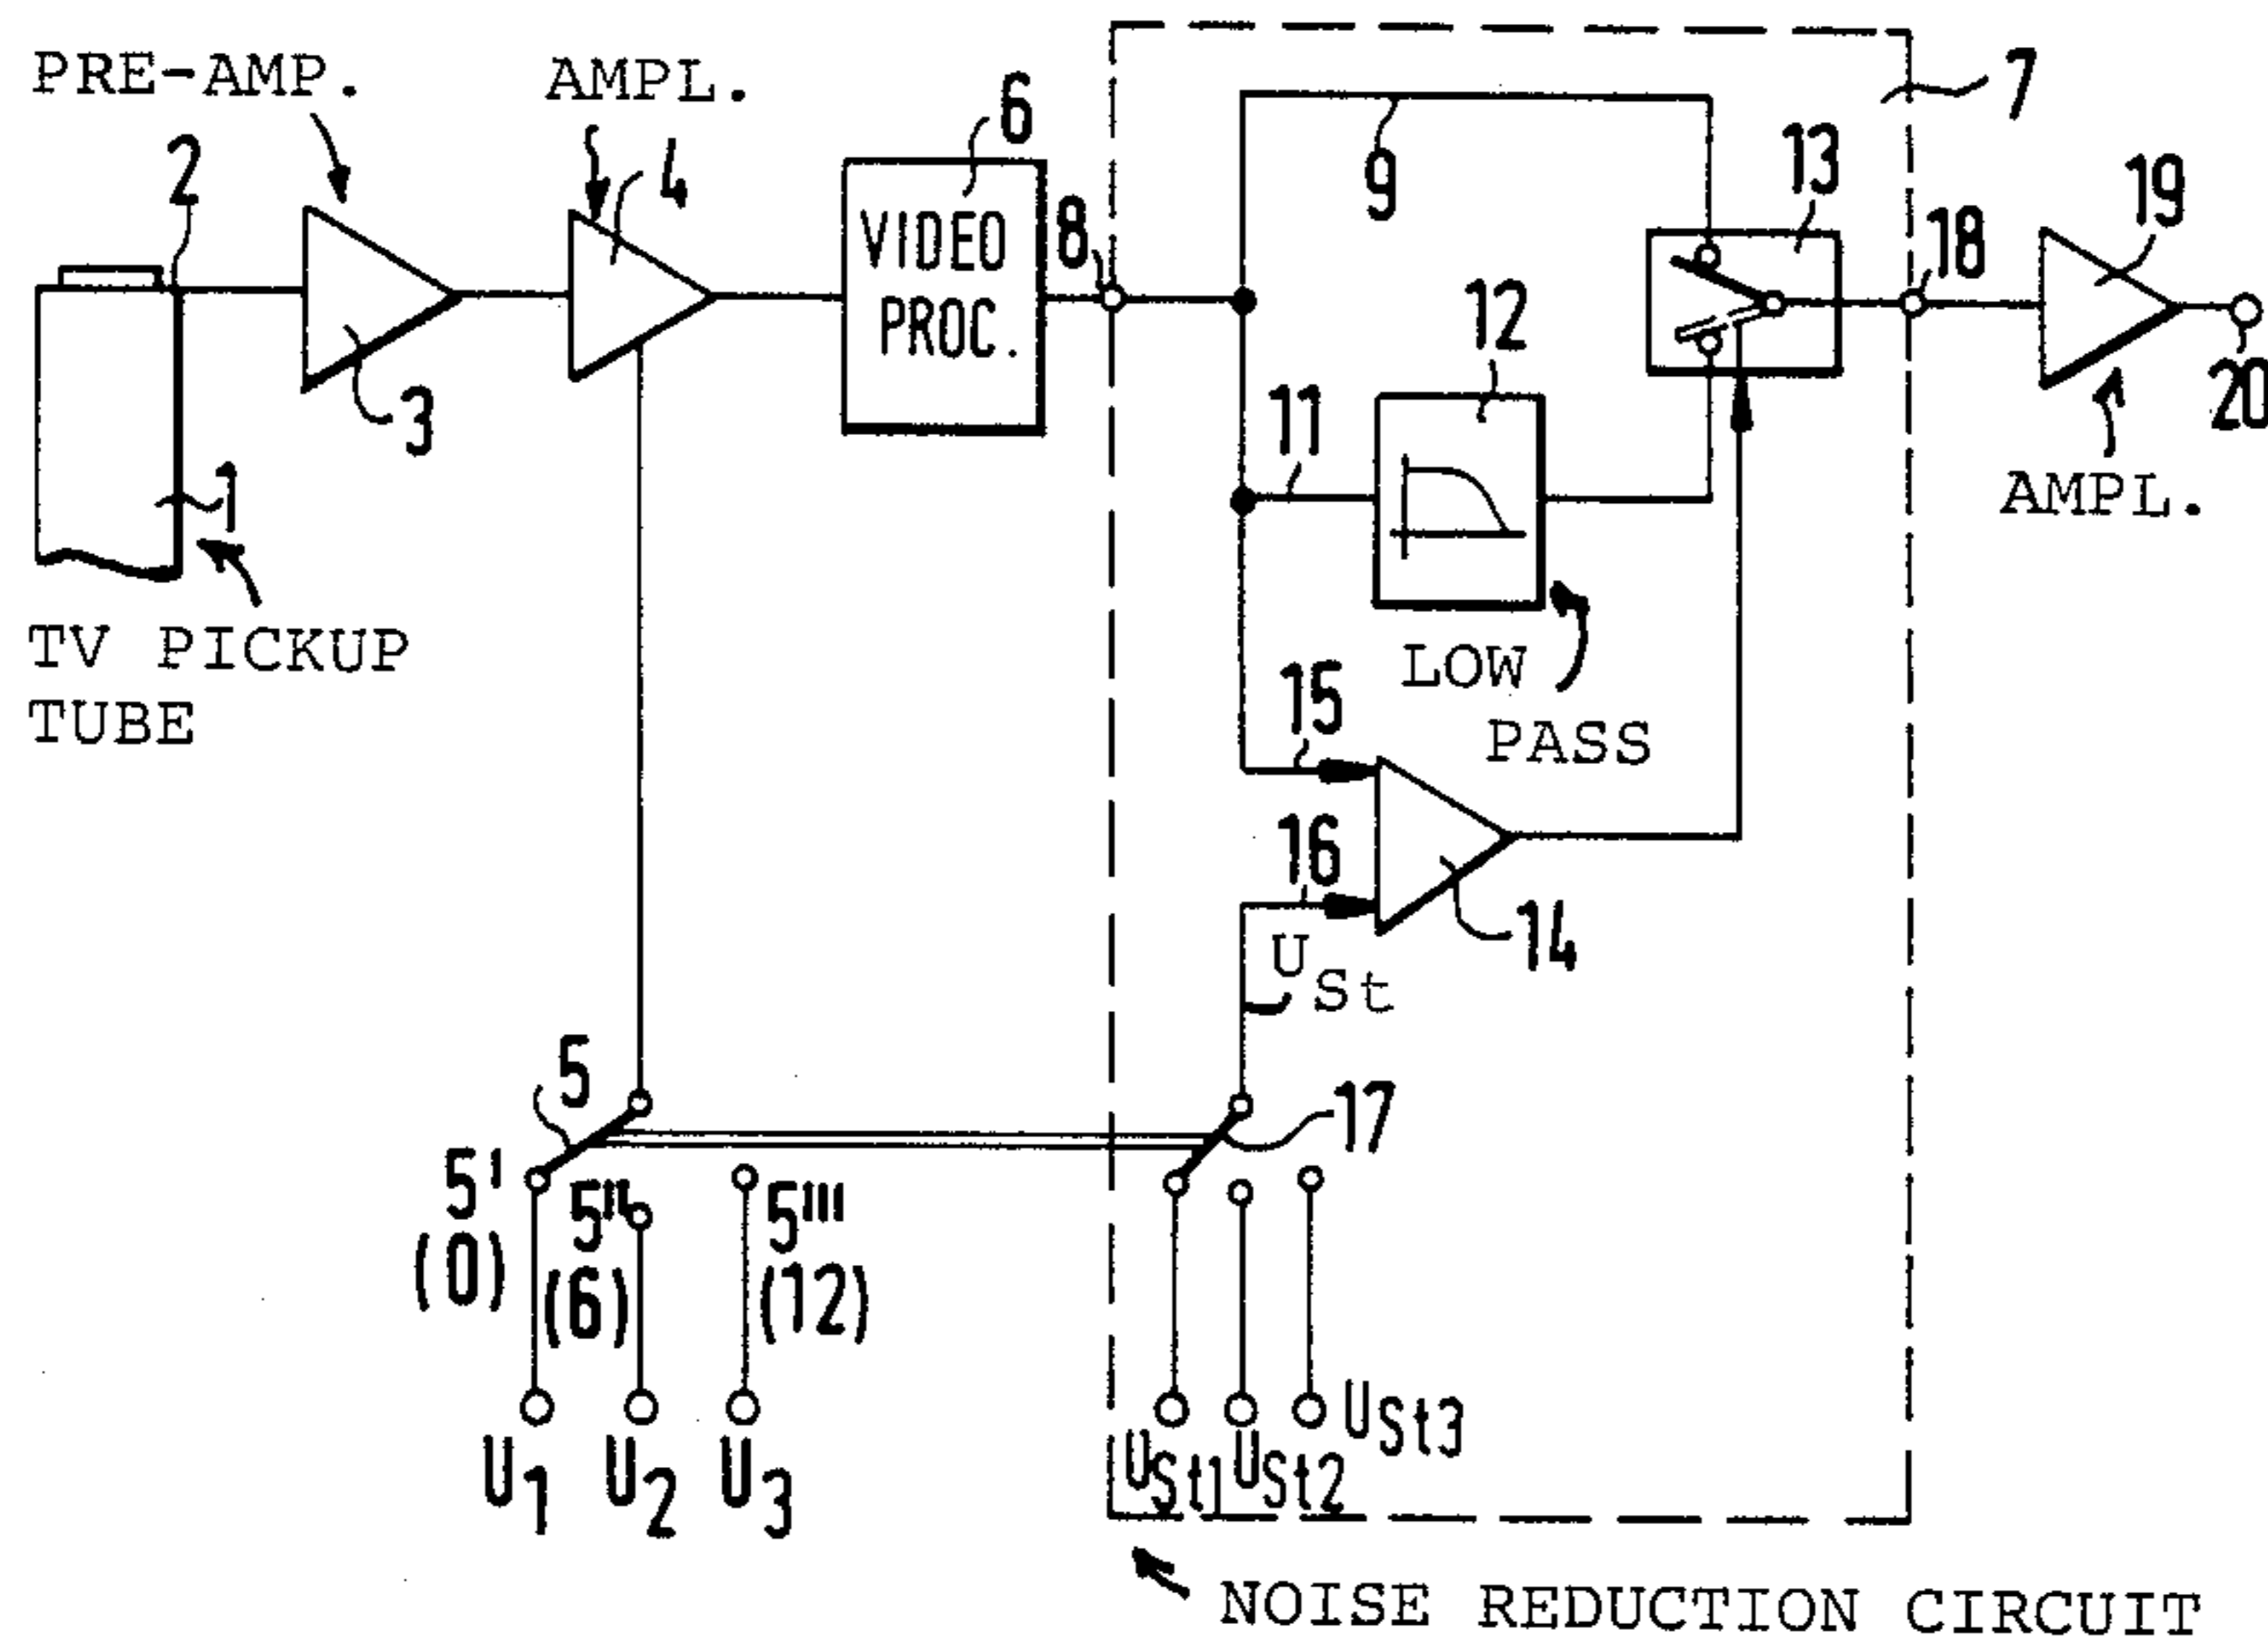 PRE-AMP.
AMPL.
2
4
6
7
VIDEO
PROC.
8
9
13
18
19
20
3
12
11
1
AMPL.
TV PICKUP
TUBE
LOW
PASS
15
16
14
USt
5
17
5'
(0)
5"
(6)
5'''
(12)
U1
U2
U3
USt1
USt2
USt3
NOISE REDUCTION CIRCUIT